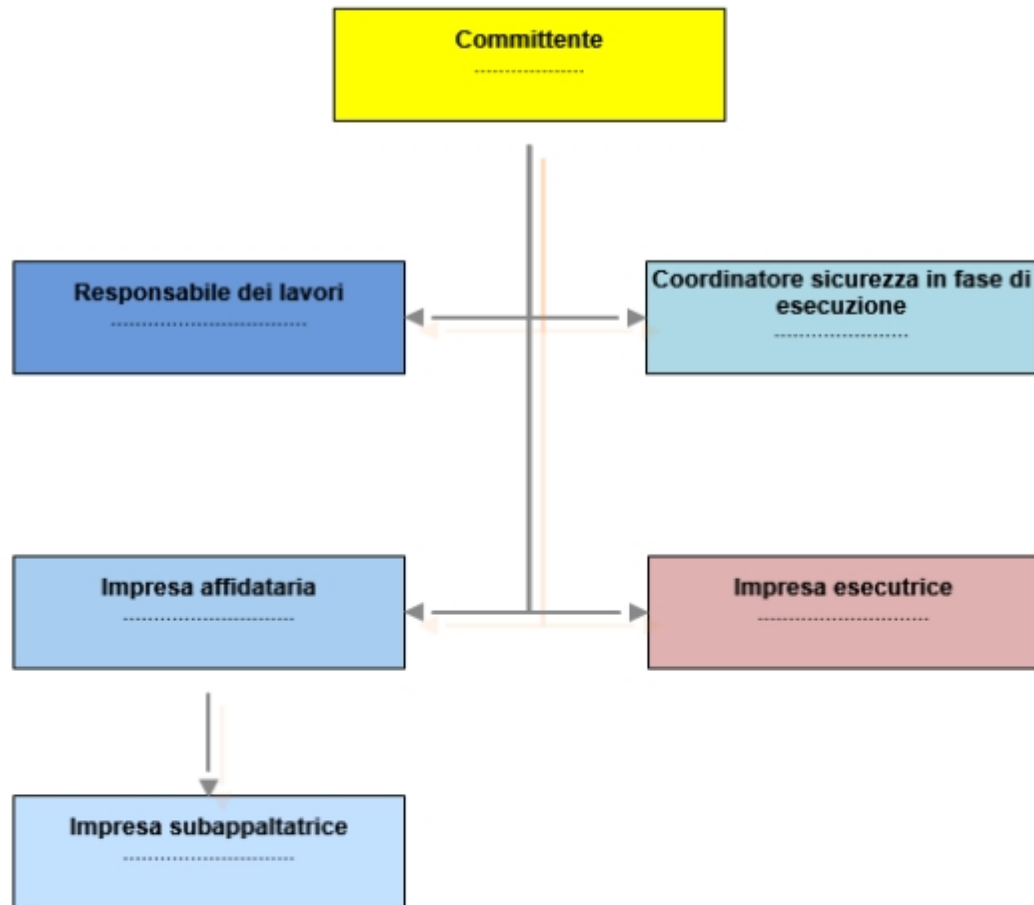 Committente
Responsabile dei lavori
Coordinatore sicurezza in fase di
esecuzione
Impresa affidataria
Impresa esecutrice
Impresa subappaltatrice